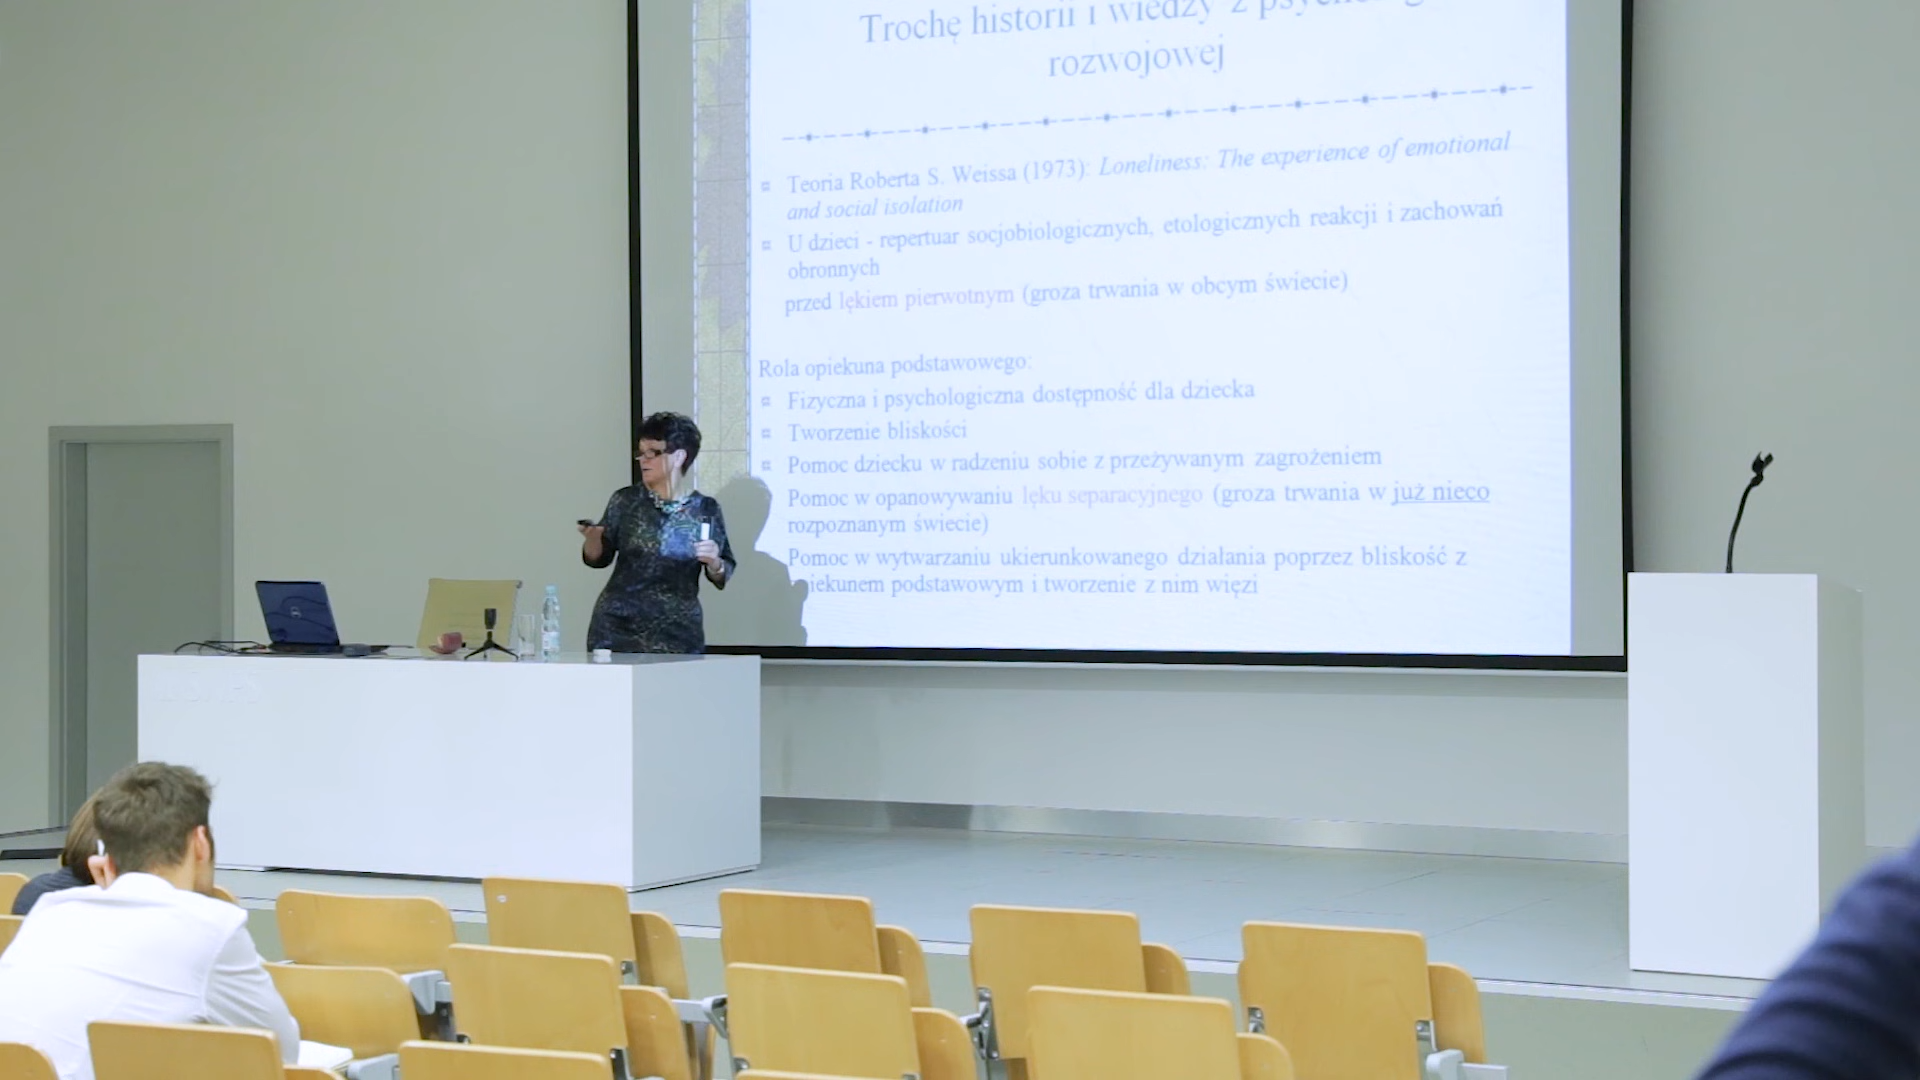 Trochę historii i wiedzy z
rozwojowej
Teoria Roberta S. Weissa (1973): Loneliness: The experience of emotional
and social isolation
U dzieci - repertuar socjobiologicznych, etologicznych reakcji i zachowań
obronnych
przed lękiem pierwotnym (groza trwania w obcym świecie)
Rola opiekuna podstawowego:
Fizyczna i psychologiczna dostępność dla dziecka
Tworzenie bliskości
Pomoc dziecku w radzeniu sobie z przeżywanym zagrożeniem
Pomoc w opanowywaniu lęku separacyjnego (groza trwania w już nieco
rozpoznanym świecie)
Pomoc w wytwarzaniu ukierunkowanego działania poprzez bliskość z
podstawowym i tworzenie z nim więzi
SWPS